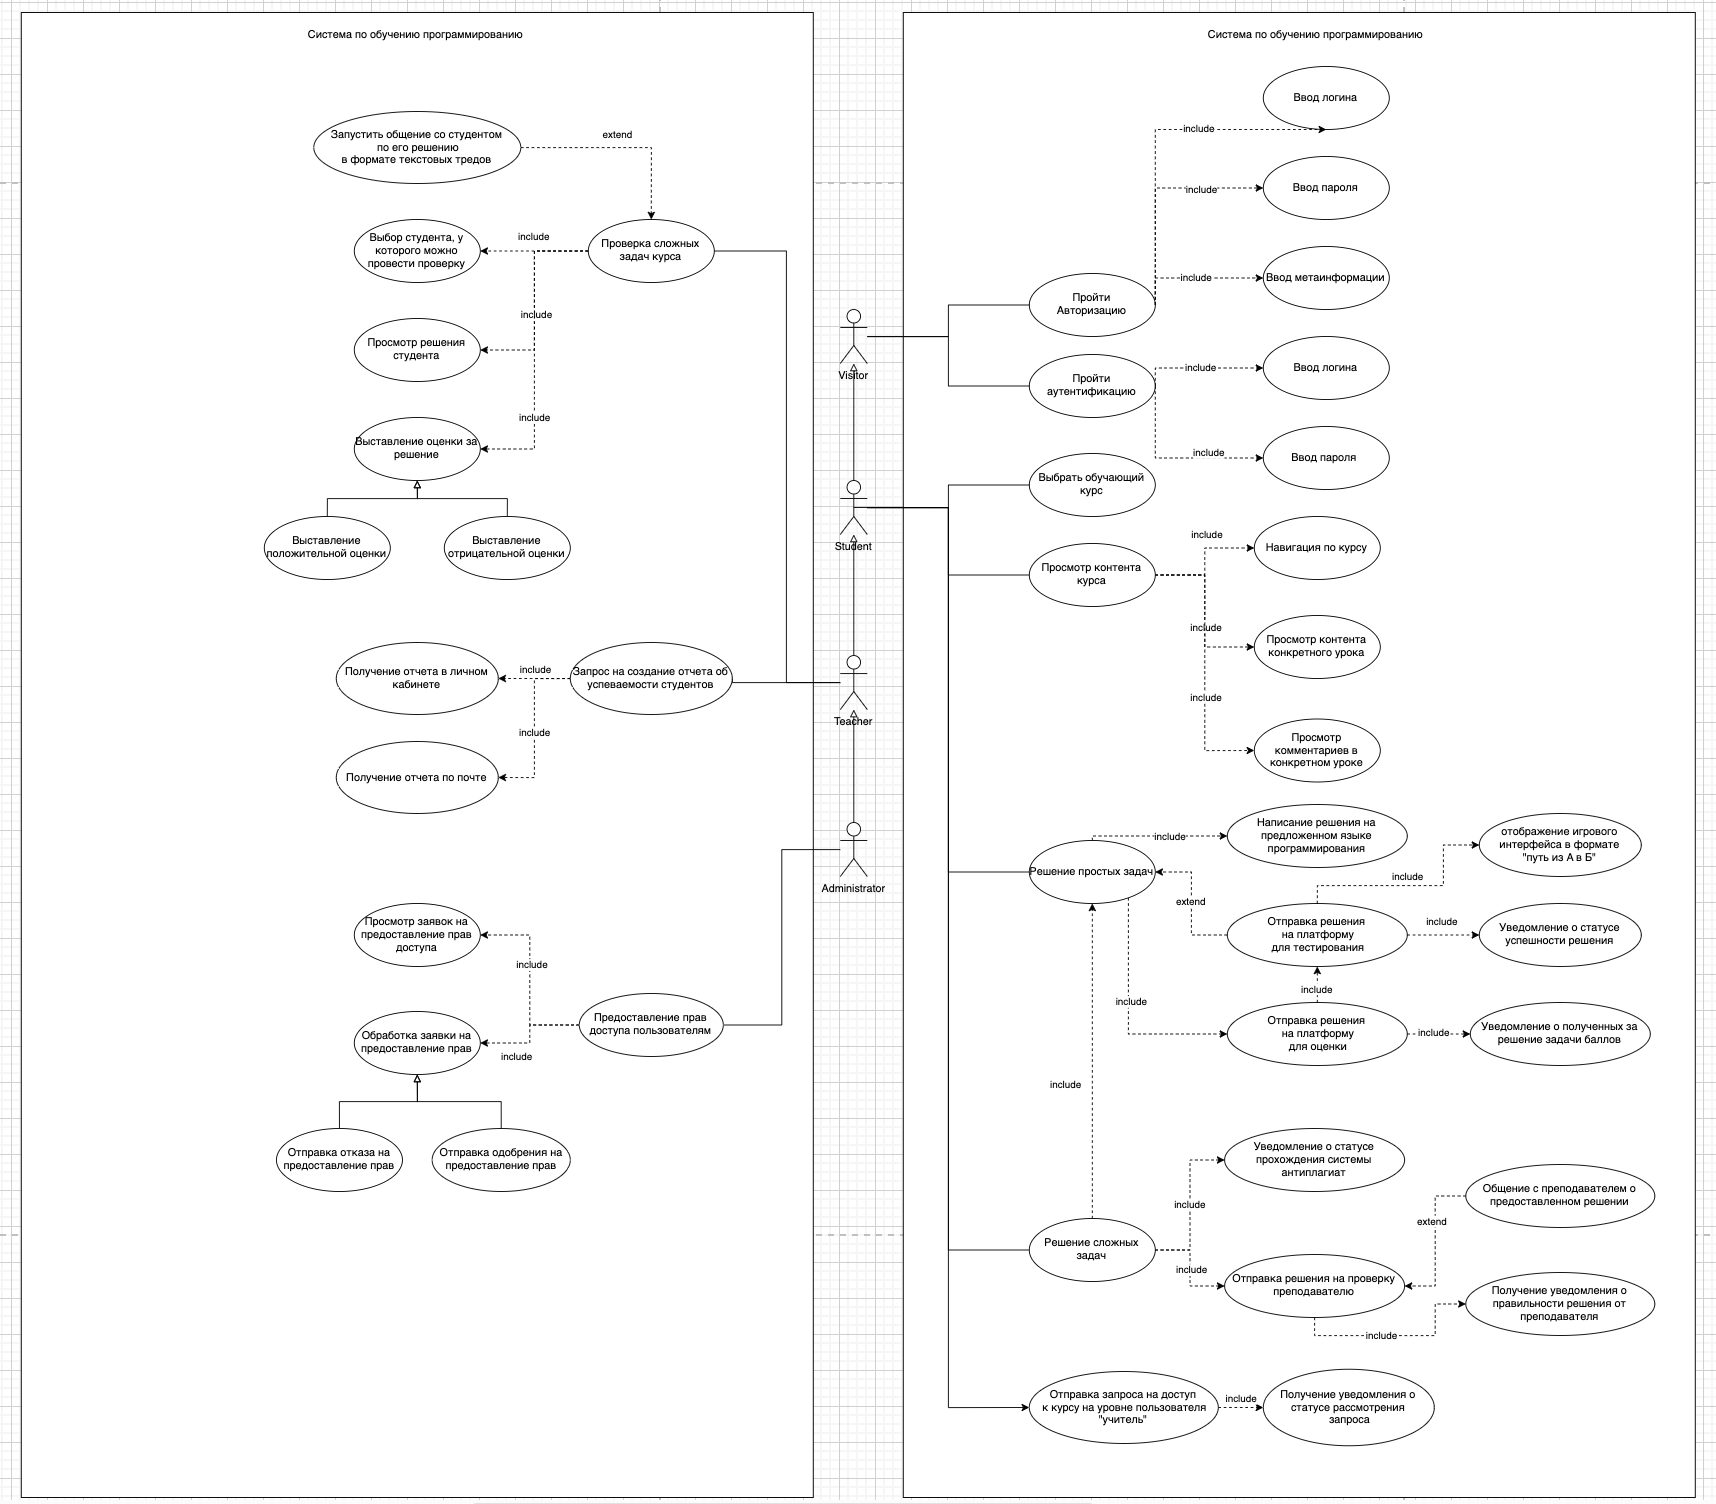 Система по обучению программированию
Запустить общение со студентом
по его решению
в формате текстовых тредов
extend
Выбор студента, у
которого можно
провести проверку
include
Проверка сложных
задач курса
include
Просмотр решения
студента
include
Выставление оценки за
решение
Выставление
положительной оценки
Выставление
отрицательной оценки
Получение отчета в личном
кабинете
include
Запрос на создание отчета об
успеваемости студентов
include
Получение отчета по почте
Просмотр заявок на
предоставление прав
доступа
include
Предоставление прав
доступа пользователям
Обработка заявки на
предоставление прав
include
Отправка отказа на
предоставление прав
Отправка одобрения на
предоставление прав
Visitor
Student
Teacher
Administrator
Система по обучению программированию
Ввод логина
include
Ввод пароля
include
Ввод метаинформации
include
Пройти
Авторизацию
Пройти
аутентификацию
include
Ввод логина
include
Ввод пароля
Выбрать обучающий
курс
include
Навигация по курсу
Просмотр контента
курса
include
Просмотр контента
конкретного урока
include
Просмотр
комментариев в
конкретном уроке
include
Написание решения на
предложенном языке
программирования
отображение игрового
интерфейса в формате
"путь из А в Б"
Решение простых задач
include
extend
Отправка решения
на платформу
для тестирования
include
Уведомление о статусе
успешности решения
include
include
Отправка решения
на платформу
для оценки
include
Уведомление о полученных за
решение задачи баллов
include
Уведомление о статусе
прохождения системы
антиплагиат
include
Общение с преподавателем о
предоставленном решении
extend
Решение сложных
задач
include
Отправка решения на проверку
преподавателю
Получение уведомления о
правильности решения от
преподавателя
include
Отправка запроса на доступ
к курсу на уровне пользователя
"учитель"
include
Получение уведомления о
статусе рассмотрения
запроса